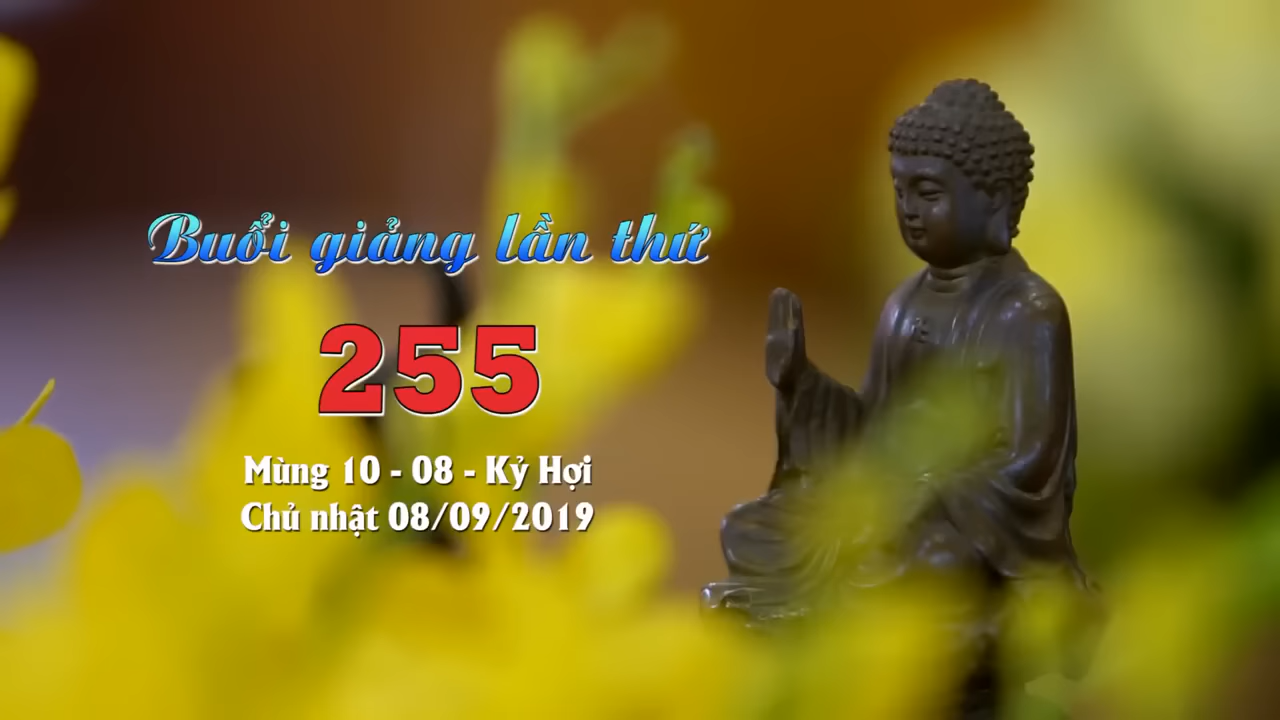 Buổi giảng lần thứ
255
Mùng 10 - 08 - Kỷ Hợi
Chủ nhật 08/09/2019